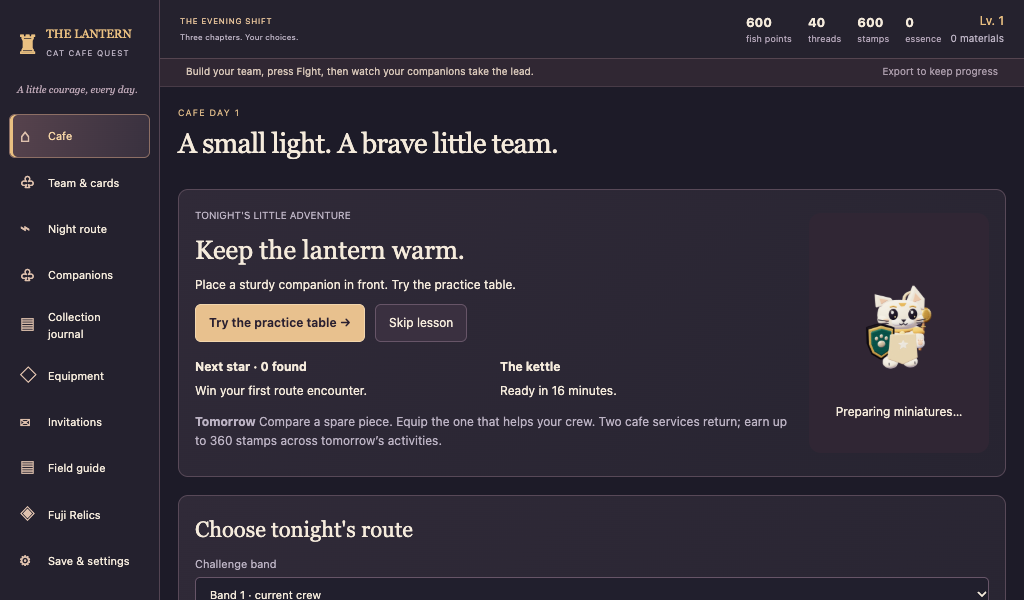 THE LANTERN
CAT CAFE QUEST
A little courage, every day.
Cafe
Team & cards
Night route
Companions
Collection
journal
Equipment
Invitations
Field guide
Fuji Relics
Save & settings
THE EVENING SHIFT
Three chapters. Your choices.
600
fish points
40
threads
600
stamps
0
essence
Lv. 1
0 materials
Build your team, press Fight, then watch your companions take the lead.
Export to keep progress
CAFE DAY 1
A small light. A brave little team.
TONIGHT'S LITTLE ADVENTURE
Keep the lantern warm.
Place a sturdy companion in front. Try the practice table.
Try the practice table →
Skip lesson
Next star · 0 found
Win your first route encounter.
The kettle
Ready in 16 minutes.
Tomorrow Compare a spare piece. Equip the one that helps your crew. Two cafe services return; earn up
to 360 stamps across tomorrow's activities.
Preparing miniatures…
Choose tonight's route
Challenge band
Band 1 · current crew